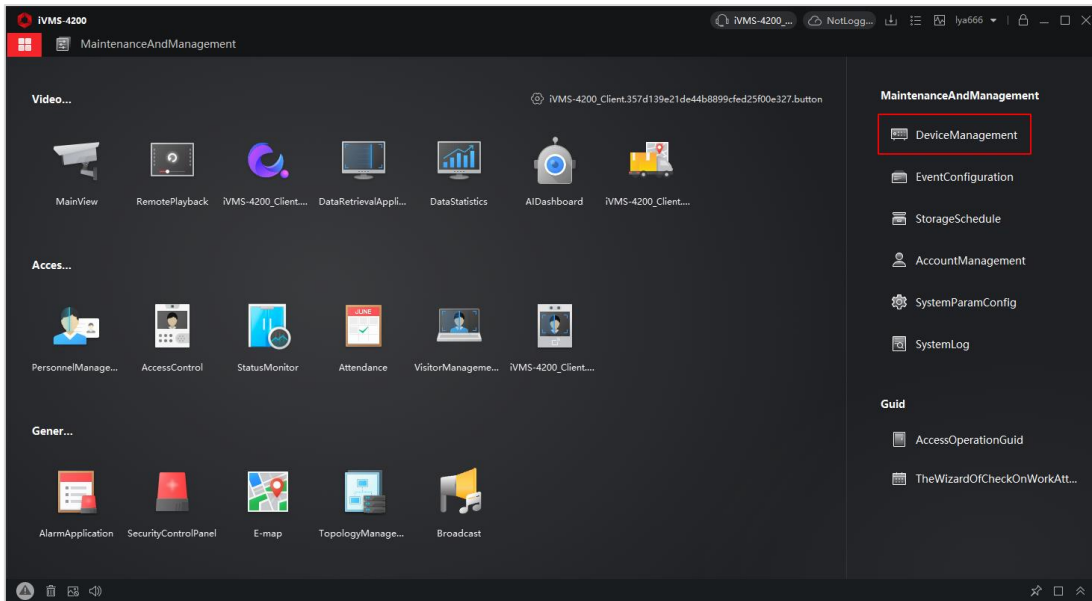 iVMS-4200
iVMS-4200_...
NotLogg...
lya666
MaintenanceAndManagement
Video...
iVMS-4200_Client.357d139e21de44b8899cfed25f00e327.button
MainView
RemotePlayback
iVMS-4200_Client....
DataRetrievalAppli...
DataStatistics
AIDashboard
iVMS-4200_Client....
Acces...
PersonnelManage...
AccessControl
StatusMonitor
JUNE
Attendance
VisitorManageme...
iVMS-4200_Client....
Gener...
AlarmApplication
SecurityControlPanel
E-map
TopologyManage...
Broadcast
MaintenanceAndManagement
DeviceManagement
EventConfiguration
StorageSchedule
AccountManagement
SystemParamConfig
SystemLog
Guid
AccessOperationGuid
TheWizardOfCheckOnWorkAtt...